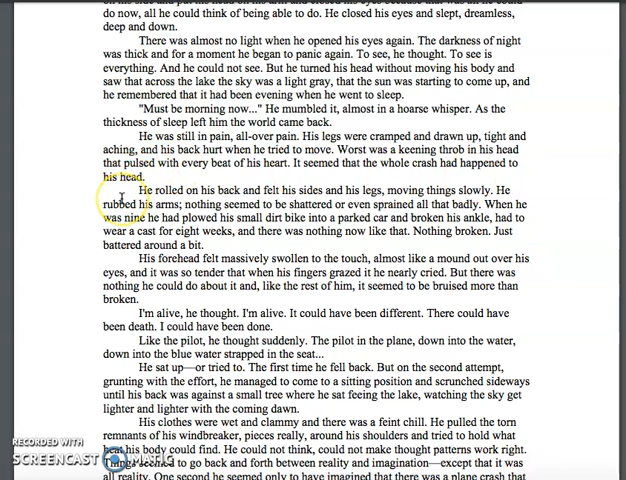 on his side and put his head on his arm and closed his eyes because that was all he could
do now, all he could think of being able to do. He closed his eyes and slept, dreamless,
deep and down.
There was almost no light when he opened his eyes again. The darkness of night
was thick and for a moment he began to panic again. To see, he thought. To see is
everything. And he could not see. But he turned his head without moving his body and
saw that across the lake the sky was a light gray, that the sun was starting to come up, and
he remembered that it had been evening when he went to sleep.
"Must be morning now..." He mumbled it, almost in a hoarse whisper. As the
thickness of sleep left him the world came back.
He was still in pain, all-over pain. His legs were cramped and drawn up, tight and
aching, and his back hurt when he tried to move. Worst was a keening throb in his head
that pulsed with every beat of his heart. It seemed that the whole crash had happened to
his head.
He rolled on his back and felt his sides and his legs, moving things slowly. He
rubbed his arms; nothing seemed to be shattered or even sprained all that badly. When he
was nine he had plowed his small dirt bike into a parked car and broken his ankle, had to
wear a cast for eight weeks, and there was nothing now like that. Nothing broken. Just
battered around a bit.
His forehead felt massively swollen to the touch, almost like a mound out over his
eyes, and it was so tender that when his fingers grazed it he nearly cried. But there was
nothing he could do about it and, like the rest of him, it seemed to be bruised more than
broken.
I'm alive, he thought. I'm alive. It could have been different. There could have
been death. I could have been done.
Like the pilot, he thought suddenly. The pilot in the plane, down into the water,
down into the blue water strapped in the seat...
He sat up—or tried to. The first time he fell back. But on the second attempt,
grunting with the effort, he managed to come to a sitting position and scrunched sideways
until his back was against a small tree where he sat feeing the lake, watching the sky get
lighter and lighter with the coming dawn.
His clothes were wet and clammy and there was a feint chill. He pulled the torn
remnants of his windbreaker, pieces really, around his shoulders and tried to hold what
heat his body could find. He could not think, could not make thought patterns work right.
Things seemed to go back and forth between reality and imagination—except that it was
all reality. One second he seemed only to have imagined that there was a plane crash that
RECORDED WITH
SCREENCAST MATIC